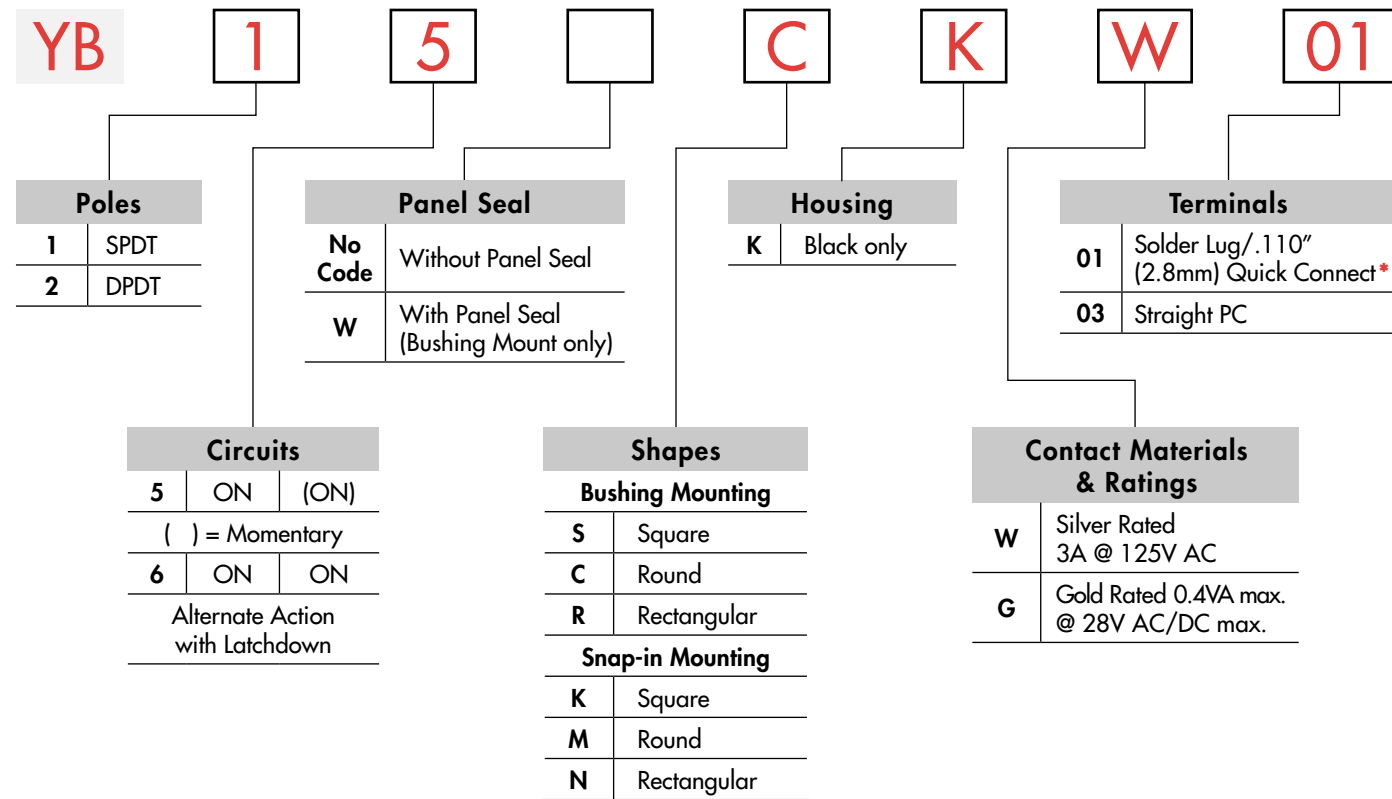 YB 1 5 C K W 01
Poles
1 SPDT
2 DPDT
Panel Seal
No Code Without Panel Seal
W With Panel Seal
(Bushing Mount only)
Housing
K Black only
Terminals
01 Solder Lug/.110″
(2.8mm) Quick Connect*
03 Straight PC
Circuits
5 ON (ON)
( ) = Momentary
6 ON ON
Alternate Action
with Latchdown
Shapes
Bushing Mounting
S Square
C Round
R Rectangular
Snap-in Mounting
K Square
M Round
N Rectangular
Contact Materials
& Ratings
W Silver Rated
3A @ 125V AC
G Gold Rated 0.4VA max.
@ 28V AC/DC max.